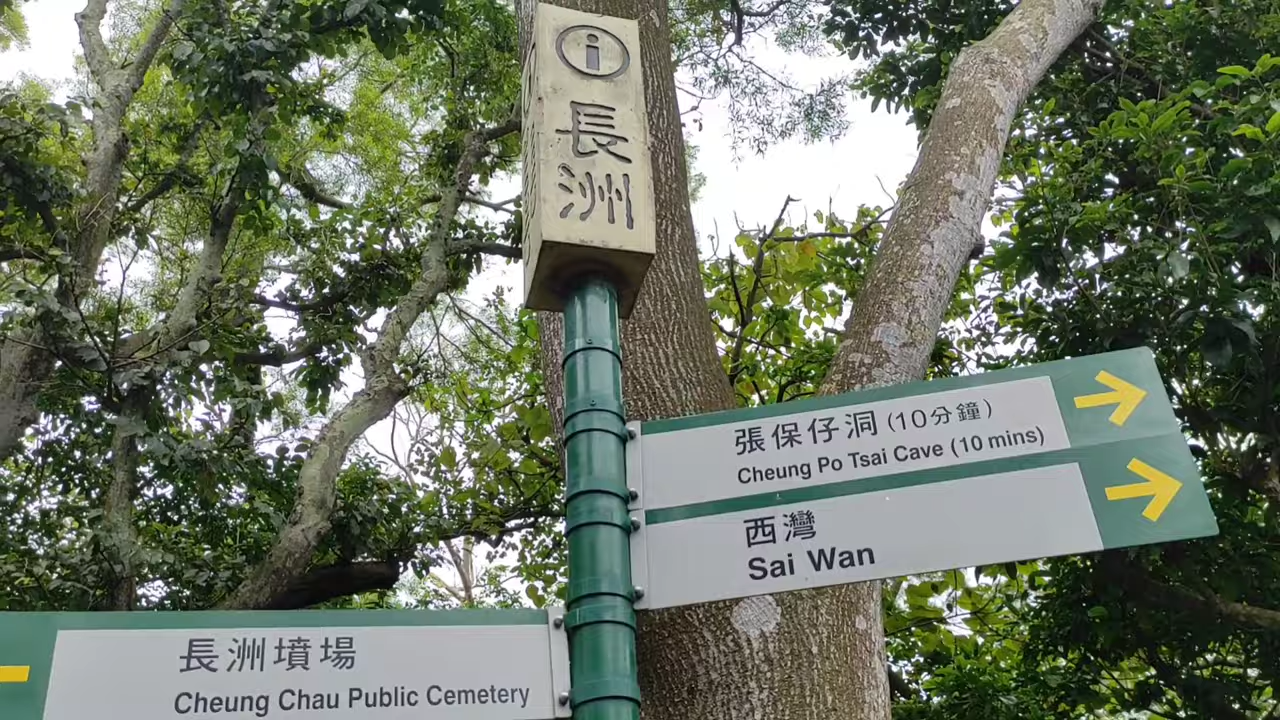 i
長
洲
張保仔洞 (10分鐘)
Cheung Po Tsai Cave (10 mins)
西灣
Sai Wan
長洲墳場
Cheung Chau Public Cemetery